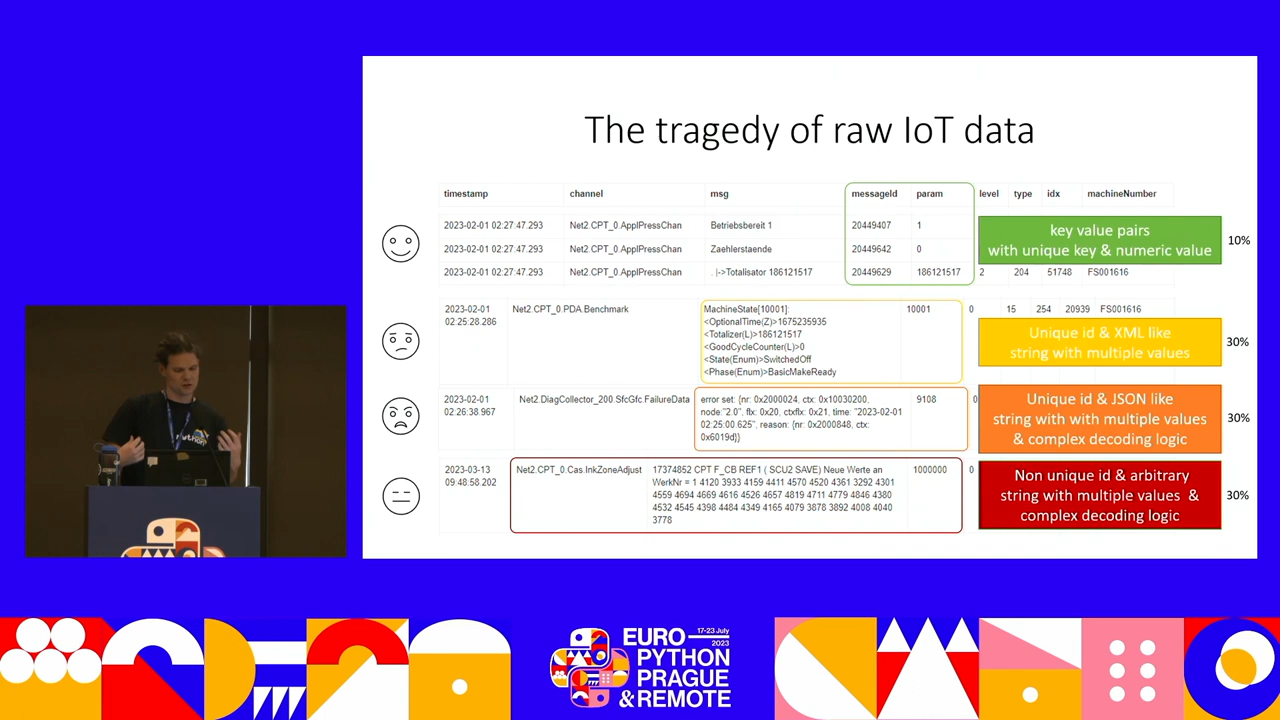 The tragedy of raw IoT data
timestamp channel msg messageId param level type idx machineNumber
2023-02-01 02:27:47.293 Net2.CPT_0.ApplPressChan Betriebsbereit 1 20449407 1
2023-02-01 02:27:47.293 Net2.CPT_0.ApplPressChan Zaehlerstaende 20449642 0
2023-02-01 02:27:47.293 Net2.CPT_0.ApplPressChan . |->Totalisator 186121517 20449629 186121517 2 204 51748 FS001616
key value pairs
with unique key & numeric value
10%
2023-02-01
02:25:28.286
Net2.CPT_0.PDA.Benchmark
MachineState[10001]:
<OptionalTime(Z)>1675235935
<Totalizer(L)>186121517
<GoodCycleCounter(L)>0
<State(Enum)>SwitchedOff
<Phase(Enum)>BasicMakeReady
10001 0 15 254 20939 FS001616
Unique id & XML like
string with multiple values
30%
2023-02-01
02:26:38.967
Net2.DiagCollector_200.SfcGfc.FailureData
error set: {nr: 0x2000024, ctx: 0x10030200,
node:"2.0", flx: 0x20, ctxflx: 0x21, time: "2023-02-01
02:25:00.625", reason: {nr: 0x2000848, ctx:
0x6019d}}
9108 0
Unique id & JSON like
string with with multiple values
& complex decoding logic
30%
2023-03-13
09:48:58.202
Net2.CPT_0.Cas.InkZoneAdjust
17374852 CPT F_CB REF1 ( SCU2 SAVE) Neue Werte an
WerkNr = 1 4120 3933 4159 4411 4570 4520 4361 3292 4301
4559 4694 4669 4616 4526 4657 4819 4711 4779 4846 4380
4532 4545 4398 4484 4349 4165 4079 3878 3892 4008 4040
3778
1000000 0
Non unique id & arbitrary
string with multiple values &
complex decoding logic
30%
EURO
17-23 July
2023
PYTHON
PRAGUE
& REMOTE